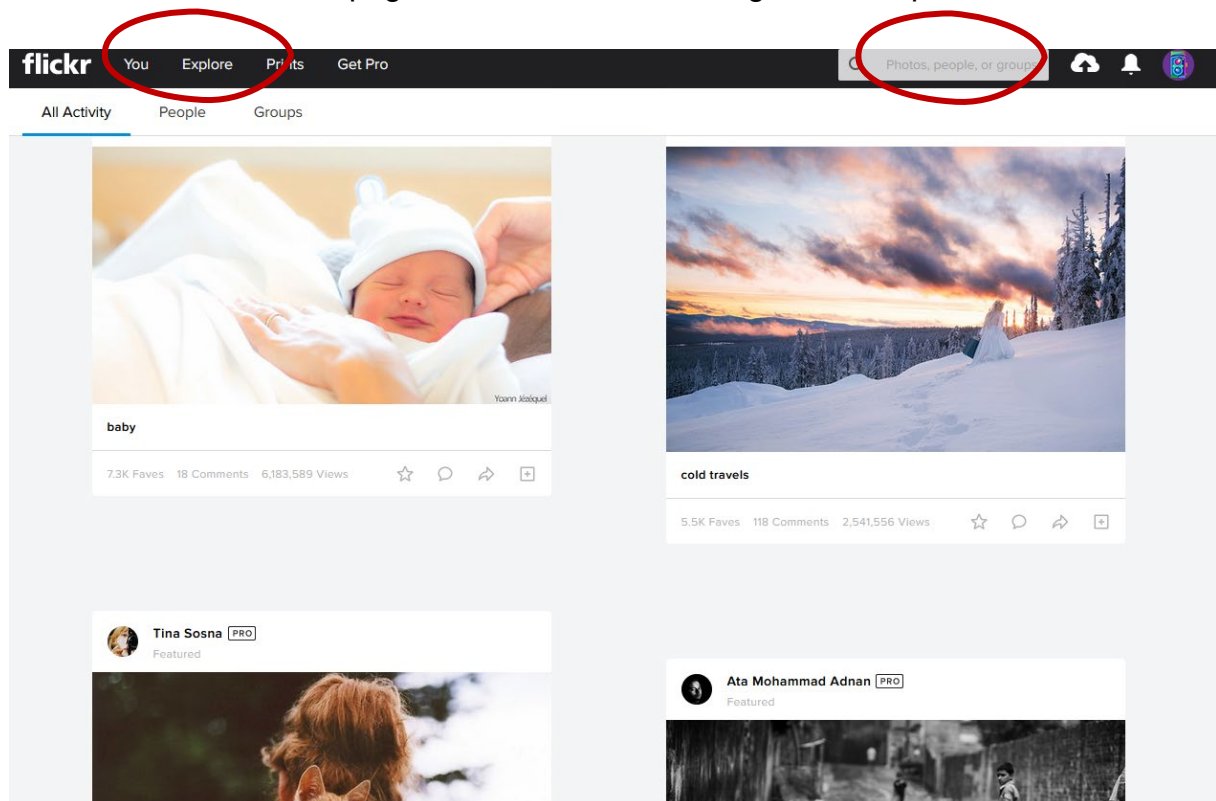 flickr You Explore Prints Get Pro Photos, people, or groups
All Activity People Groups
Yoann Jézéquel
baby
7.3K Faves 18 Comments 6,183,589 Views
cold travels
5.5K Faves 118 Comments 2,541,556 Views
Tina Sosna PRO
Featured
Ata Mohammad Adnan PRO
Featured